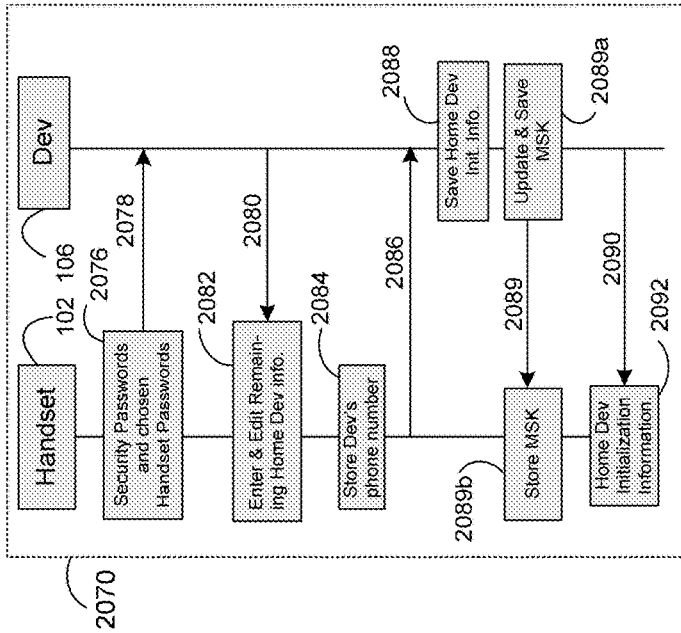 2070
Handset
102
Dev
106
2076
Security Passwords
and chosen
Handset Passwords
2078
2082
Enter & Edit Remain-
ing Home Dev info.
2080
2084
Store Dev's
phone number
2086
2088
Save Home Dev
Init. Info.
2089a
Update & Save
MSK
2089
2089b
Store MSK
2090
2092
Home Dev
Initialization
Information